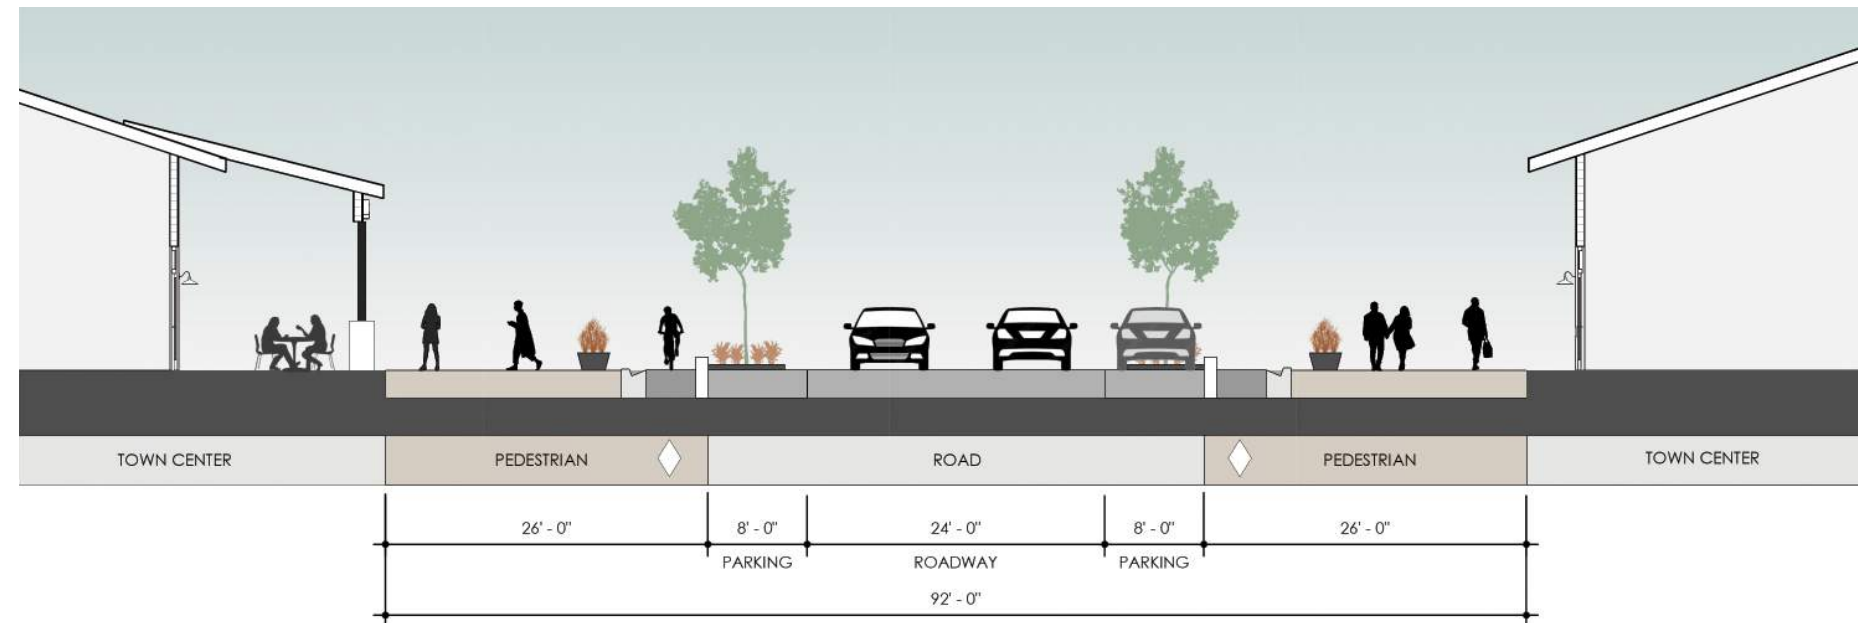 TOWN CENTER
PEDESTRIAN
ROAD
PEDESTRIAN
TOWN CENTER
26' - 0"
8' - 0"
24' - 0"
8' - 0"
26' - 0"
PARKING
ROADWAY
PARKING
92' - 0"